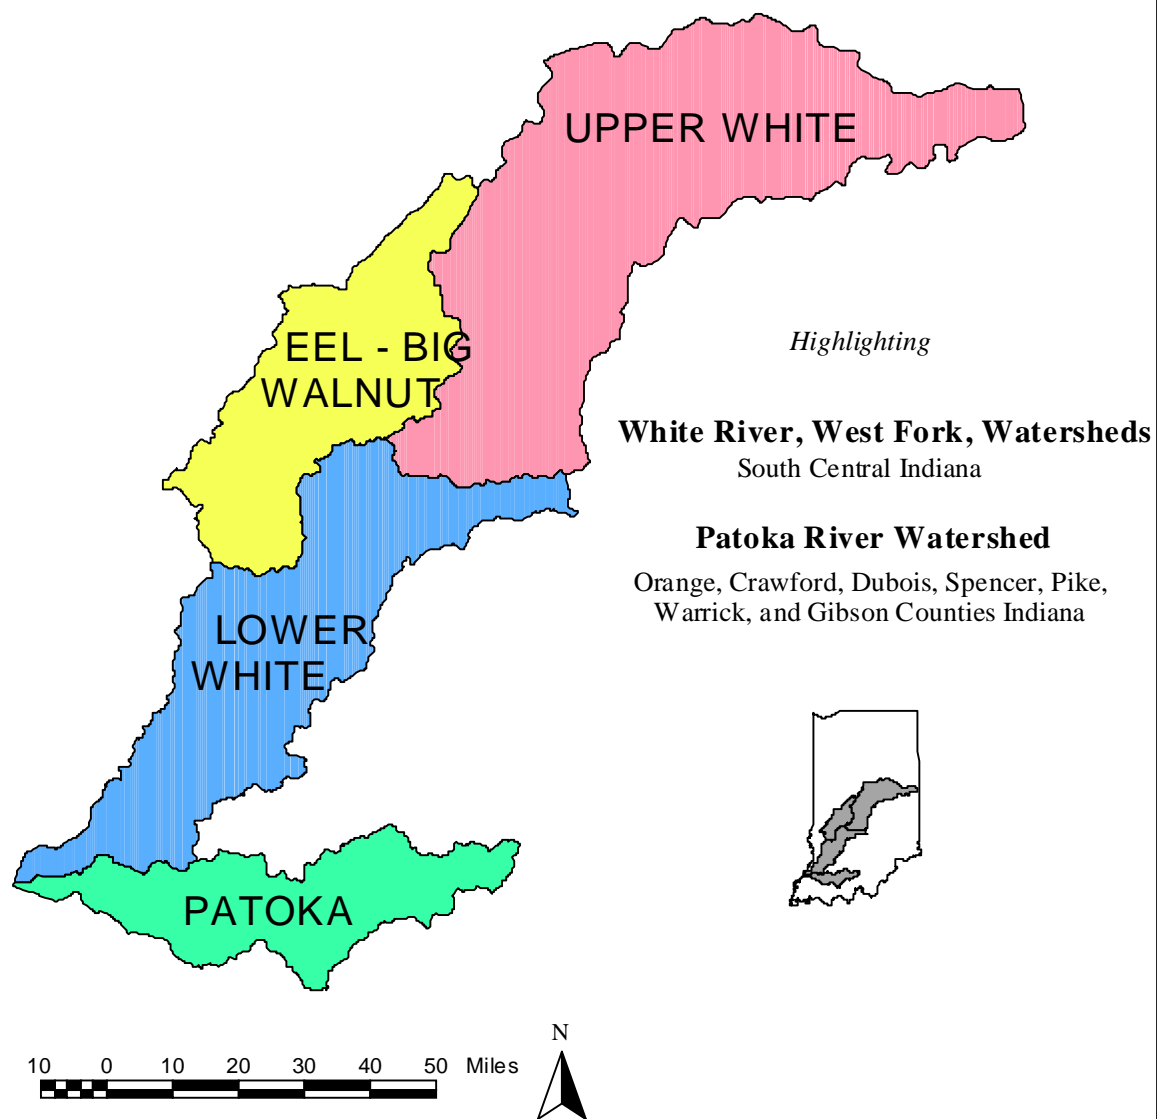 UPPER WHITE
EEL - BIG
WALNUT
Highlighting
White River, West Fork, Watersheds
South Central Indiana
Patoka River Watershed
Orange, Crawford, Dubois, Spencer, Pike,
Warrick, and Gibson Counties Indiana
LOWER
WHITE
PATOKA
N
10 0 10 20 30 40 50 Miles